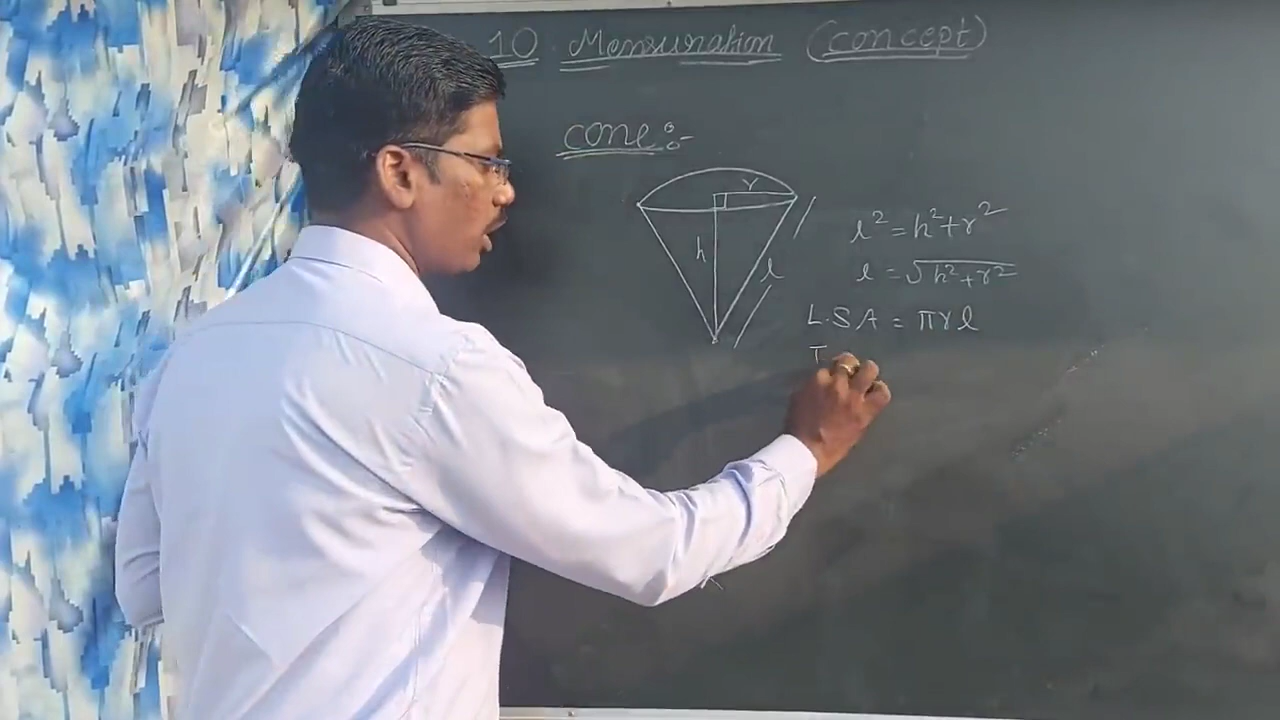 10. Mensuration (concept)
cone:-
r
h
l
l²=h²+r²
l=√h²+r²
L.S.A = πrl
T